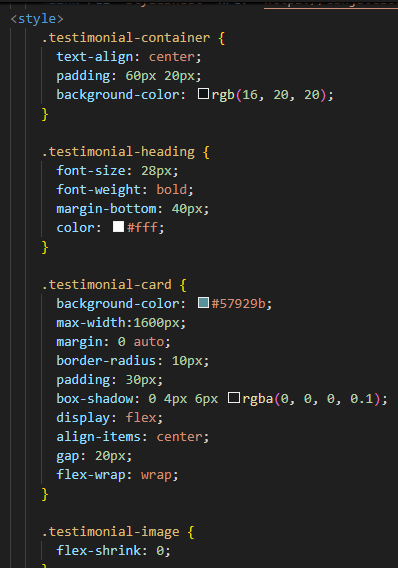 <style>
.testimonial-container {
text-align: center;
padding: 60px 20px;
background-color: rgb(16, 20, 20);
}
.testimonial-heading {
font-size: 28px;
font-weight: bold;
margin-bottom: 40px;
color: #fff;
}
.testimonial-card {
background-color: #57929b;
max-width:1600px;
margin: 0 auto;
border-radius: 10px;
padding: 30px;
box-shadow: 0 4px 6px rgba(0, 0, 0, 0.1);
display: flex;
align-items: center;
gap: 20px;
flex-wrap: wrap;
}
.testimonial-image {
flex-shrink: 0;
}